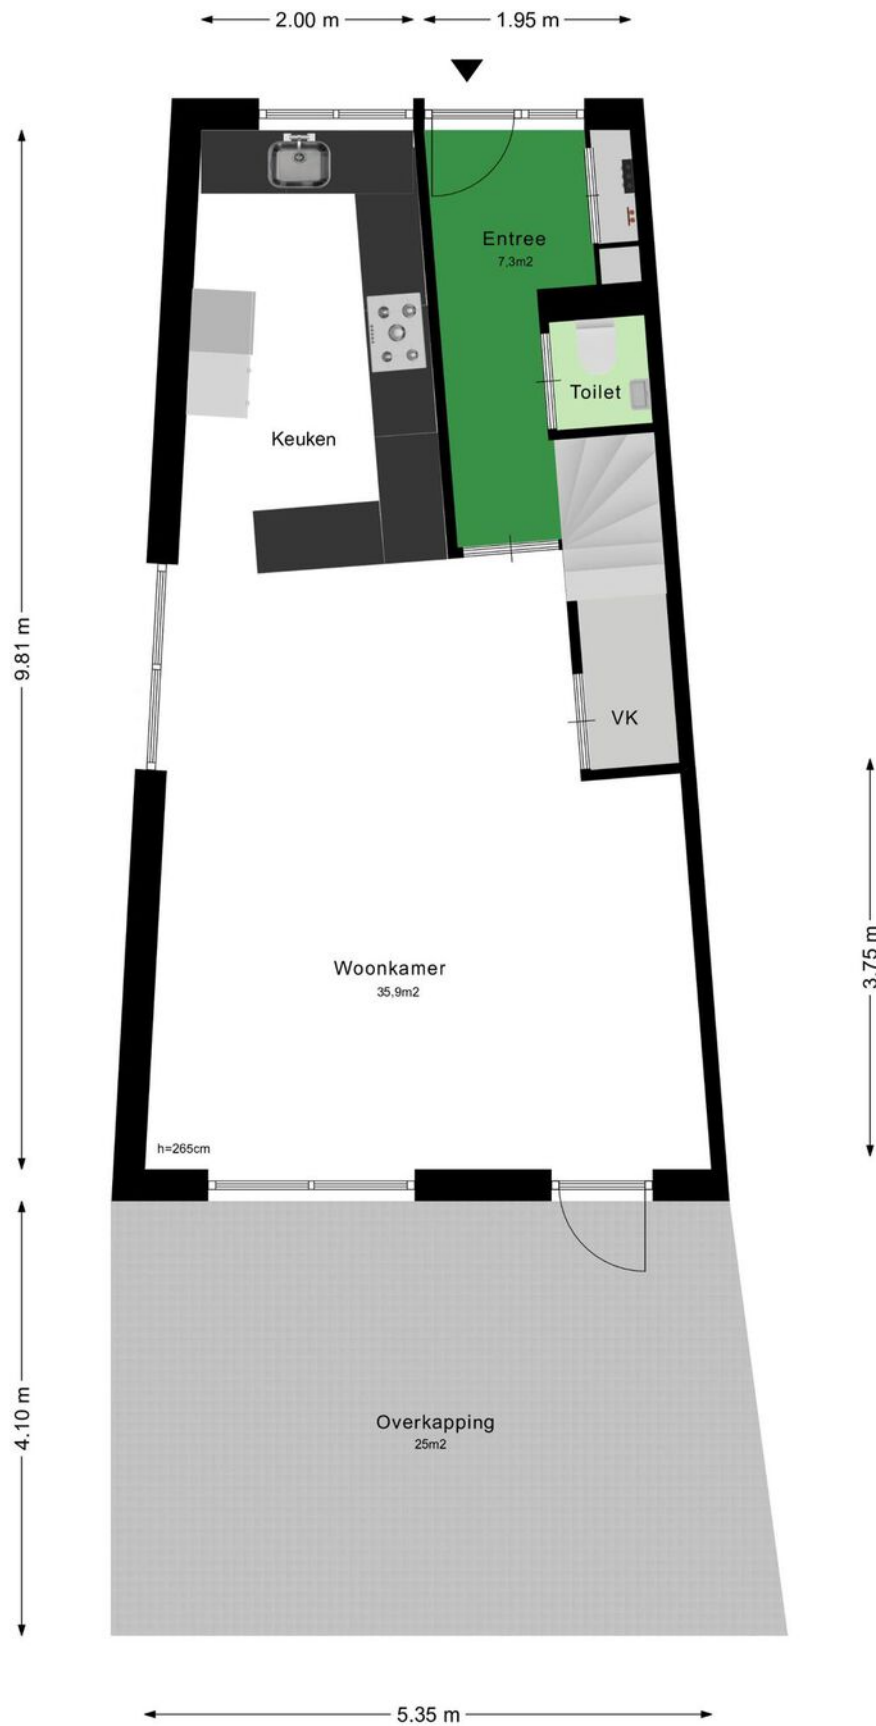 2.00 m
1.95 m
Entree
7,3m2
Toilet
Keuken
9.81 m
VK
3.75 m
Woonkamer
35,9m2
h=265cm
4.10 m
Overkapping
25m2
5.35 m